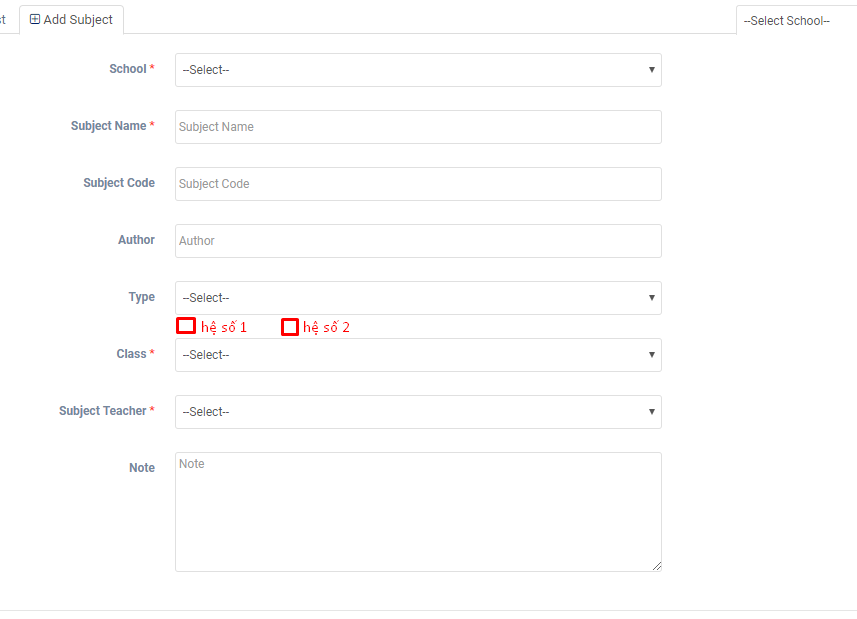 st Add Subject --Select School--
School * --Select--
Subject Name * Subject Name
Subject Code Subject Code
Author Author
Type --Select--
hệ số 1 hệ số 2
Class * --Select--
Subject Teacher * --Select--
Note Note